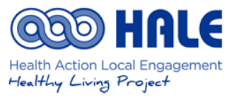 HALE
Health Action Local Engagement
Healthy Living Project